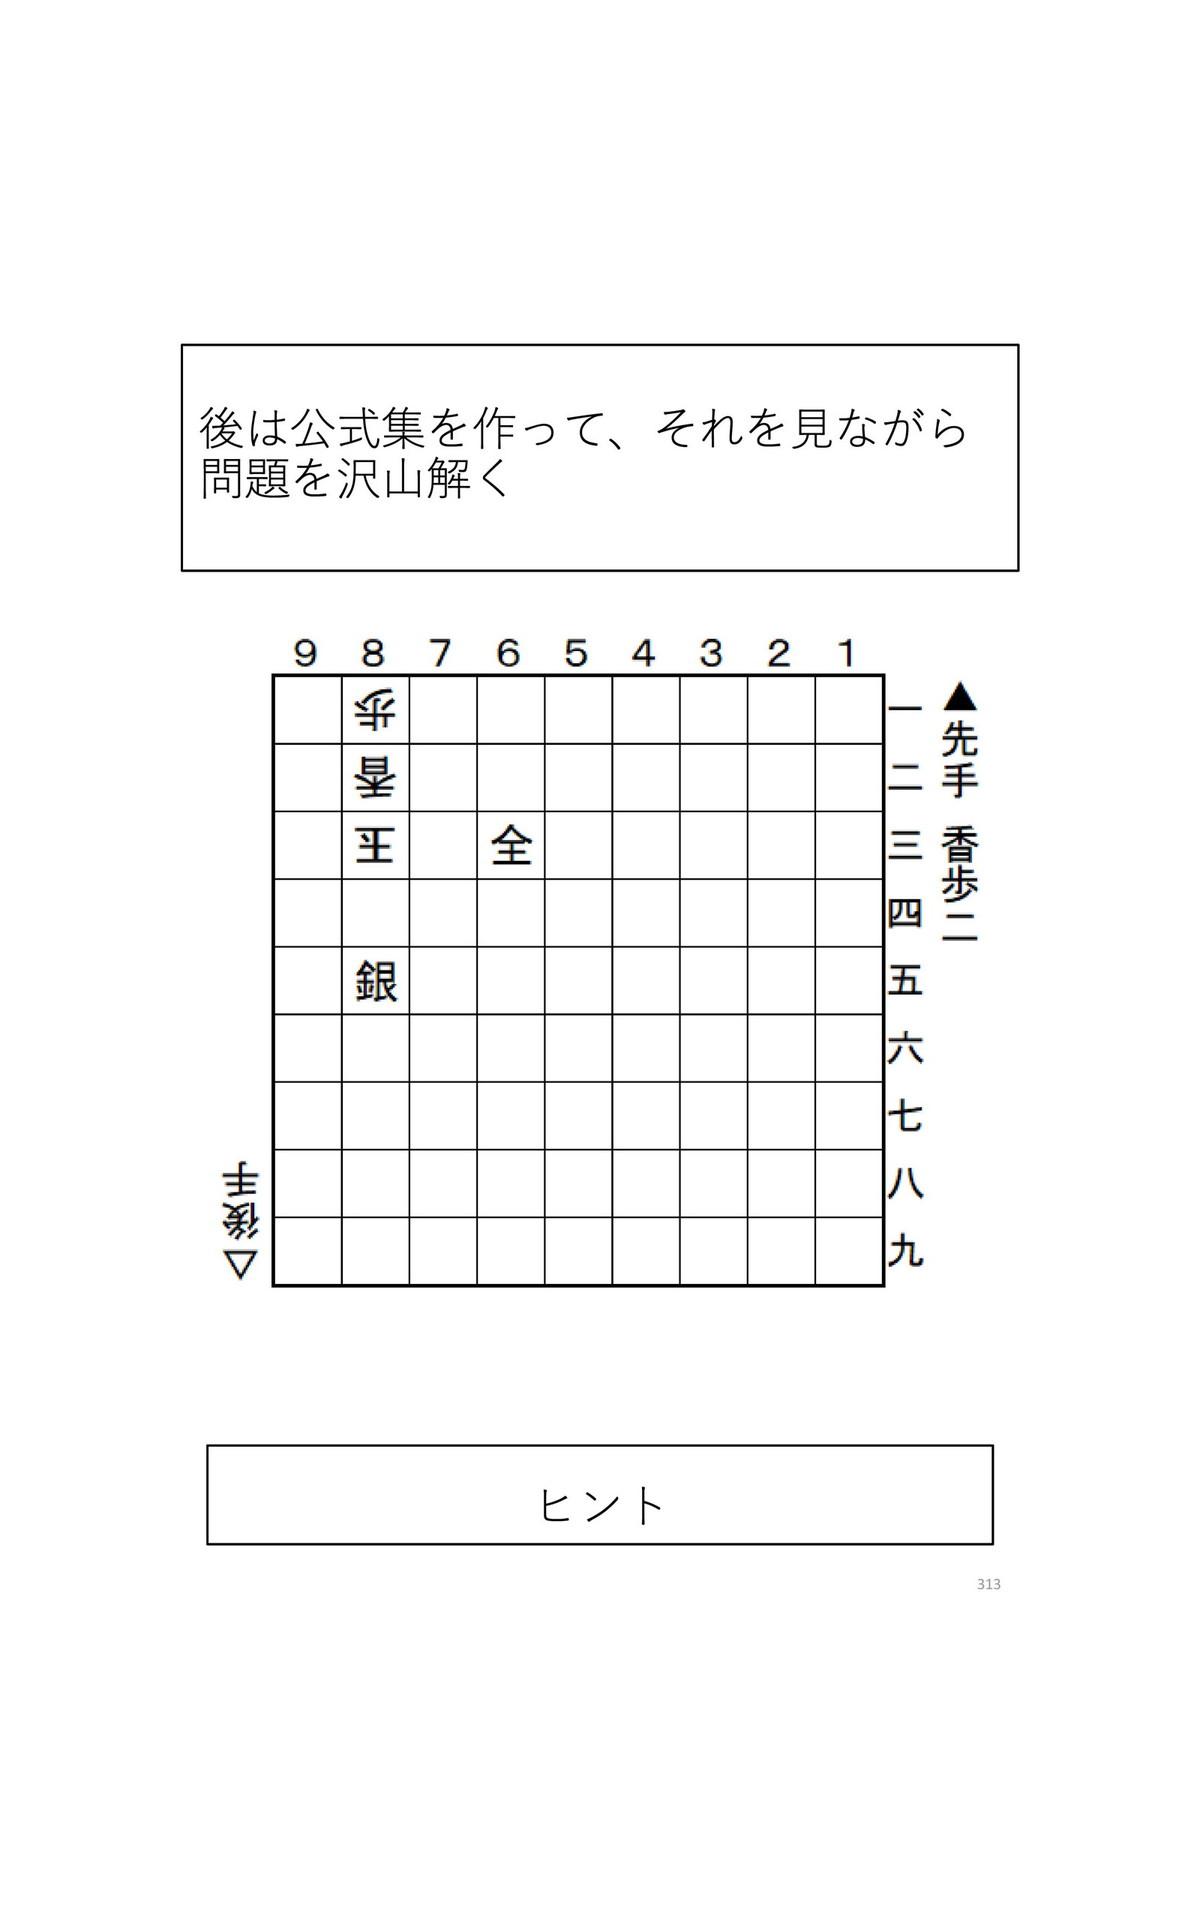 後は公式集を作って、それを見ながら
問題を沢山解く
9 8 7 6 5 4 3 2 1
歩 一
香 二
王 全 三
四
銀 五
六
七
八
九
▲先手 香歩二
△後手
ヒント
313